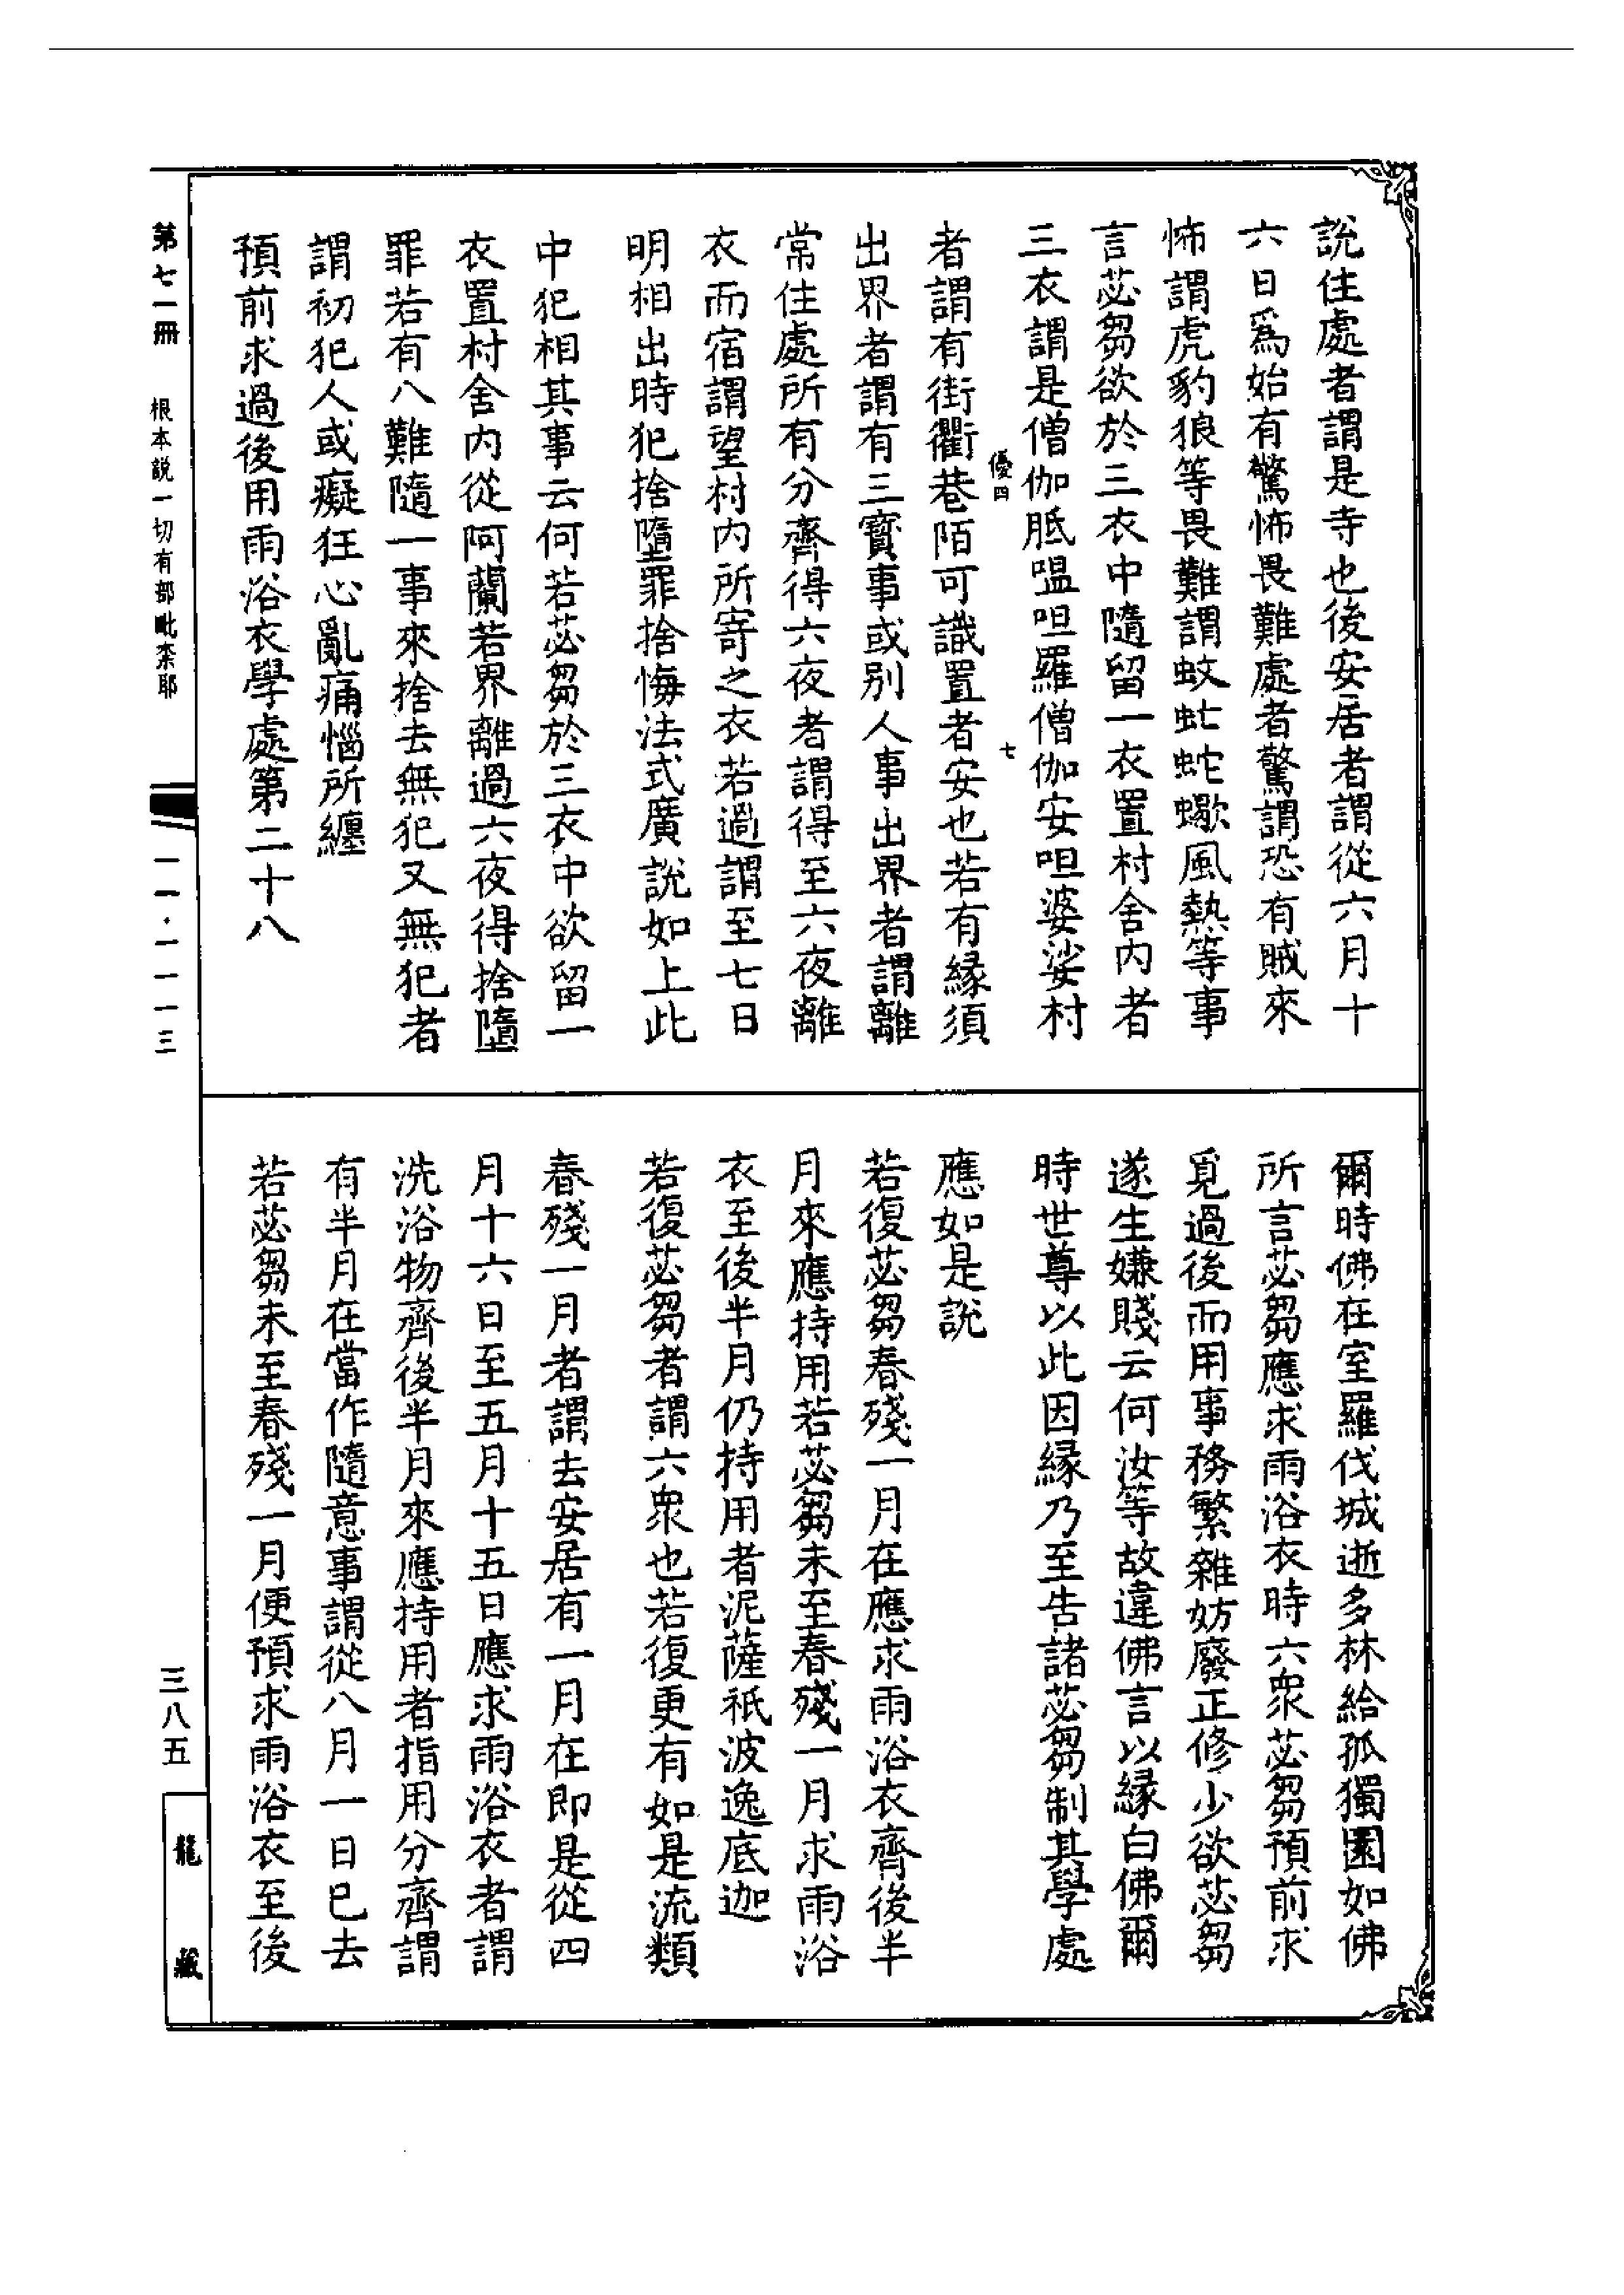 說住處者謂是寺也後安居者謂從六月十
六日爲始有驚怖畏難處者驚謂恐有賊來
怖謂虎豹狼等畏難謂蚊虻蛇蠍風熱等事
言苾芻欲於三衣中隨留一衣置村舍內者
三衣謂是僧伽胝嗢呾羅僧伽安呾婆娑村
優四
七
者謂有街衢巷陌可識置者安也若有緣須
出界者謂有三寶事或別人事出界者謂離
常住處所有分齊得六夜者謂得至六夜離
衣而宿謂望村內所寄之衣若過謂至七日
明相出時犯捨墮罪捨悔法式廣說如上此
中犯相其事云何若苾芻於三衣中欲留一
衣置村舍內從阿蘭若界離過六夜得捨墮
罪若有八難隨一事來捨去無犯又無犯者
謂初犯人或癡狂心亂痛惱所纏
預前求過後用雨浴衣學處第二十八
爾時佛在室羅伐城逝多林給孤獨園如佛
所言苾芻應求雨浴衣時六衆苾芻預前求
覓過後而用事務繁雜妨廢正修少欲苾芻
遂生嫌賤云何汝等故違佛言以緣白佛爾
時世尊以此因緣乃至告諸苾芻制其學處
應如是說
若復苾芻春殘一月在應求雨浴衣齊後半
月來應持用若苾芻未至春殘一月求雨浴
衣至後半月仍持用者泥薩祇波逸底迦
若復苾芻者謂六衆也若復更有如是流類
春殘一月者謂去安居有一月在即是從四
月十六日至五月十五日應求雨浴衣者謂
洗浴物齊後半月來應持用者指用分齊謂
有半月在當作隨意事謂從八月一日已去
若苾芻未至春殘一月便預求雨浴衣至後
第七一冊
根本説一切有部毗柰耶
一一·一一一三
三八五
龍藏